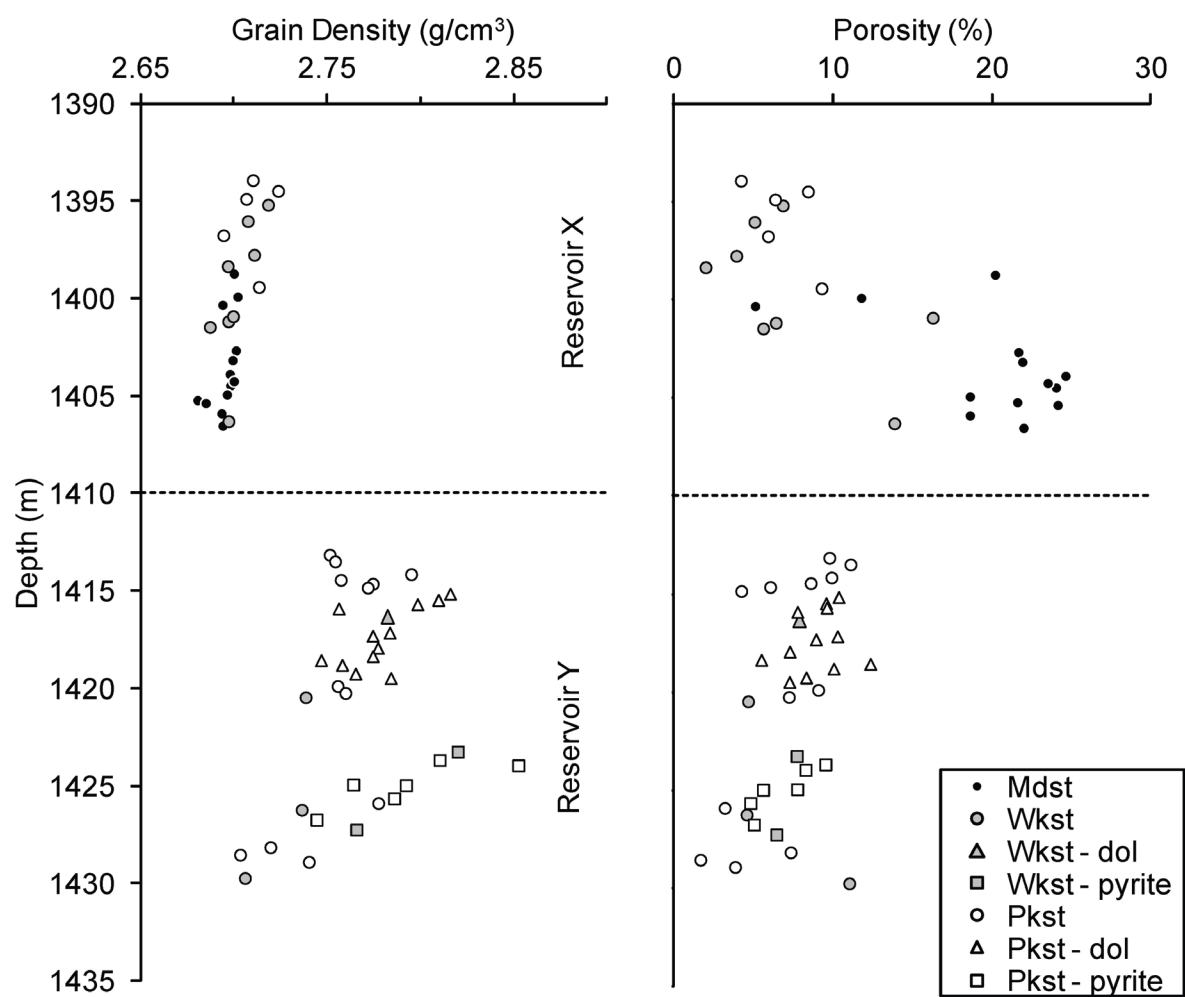 Grain Density (g/cm³)
Porosity (%)
2.65 2.75 2.85
0 10 20 30
1390
1395
1400
1405
1410
1415
1420
1425
1430
1435
Depth (m)
Reservoir X
Reservoir Y
Mdst
Wkst
Wkst - dol
Wkst - pyrite
Pkst
Pkst - dol
Pkst - pyrite